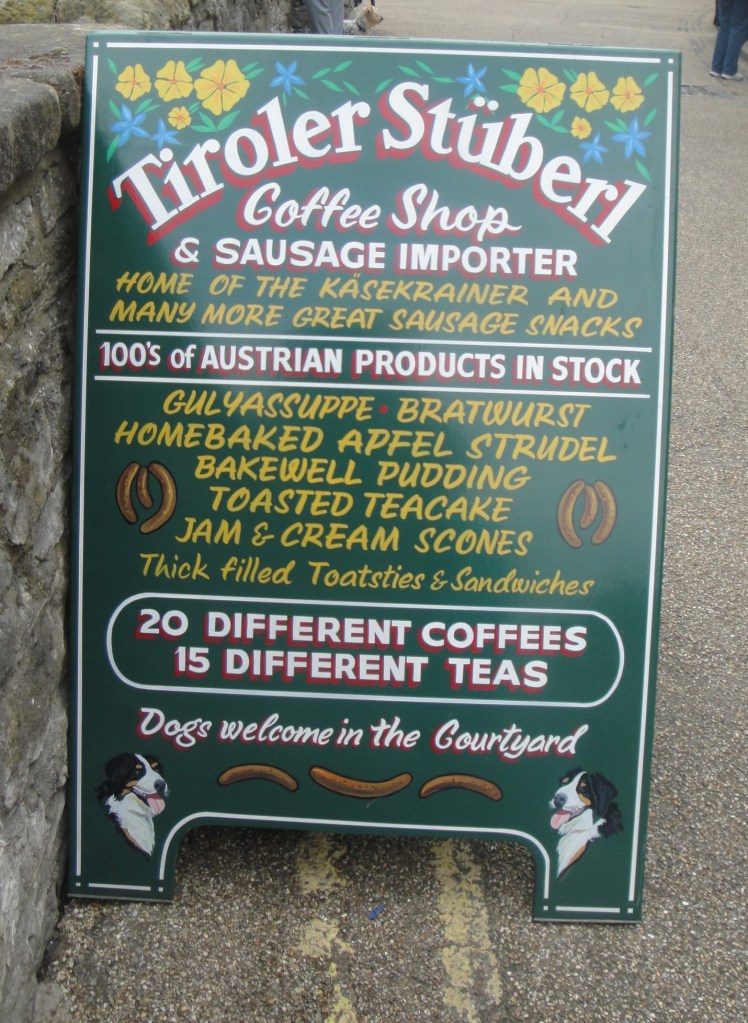 Tiroler Stüberl
Coffee Shop
& SAUSAGE IMPORTER
HOME OF THE KÄSEKRAINER AND
MANY MORE GREAT SAUSAGE SNACKS
100'S of AUSTRIAN PRODUCTS IN STOCK
GULYASSUPPE • BRATWURST
HOMEBAKED APFEL STRUDEL
BAKEWELL PUDDING
TOASTED TEACAKE
JAM & CREAM SCONES
Thick filled Toatsties & Sandwiches
20 DIFFERENT COFFEES
15 DIFFERENT TEAS
Dogs welcome in the Courtyard